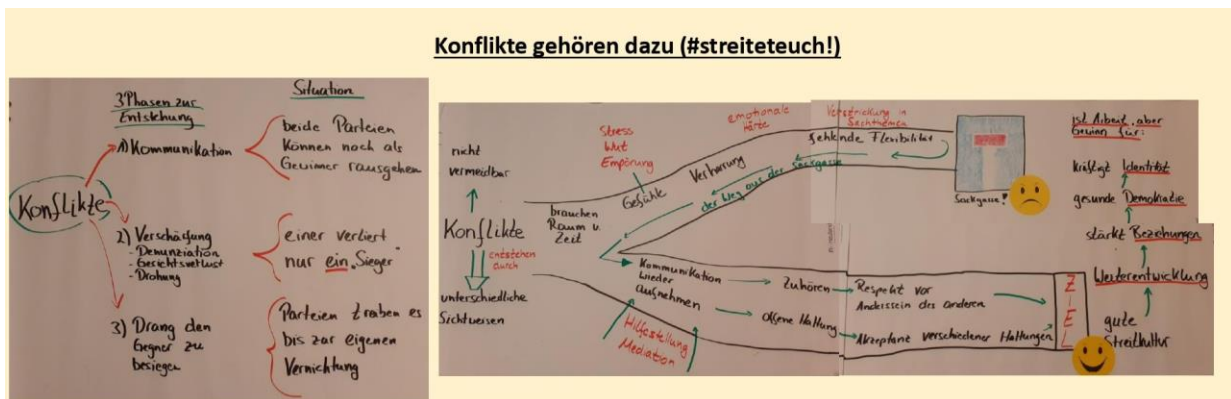 Konflikte gehören dazu (#streiteteuch!)
3 Phasen zur
Entstehung
Situation
Konflikte
1) Kommunikation
beide Parteien
können noch als
Gewinner rausgehen
2) Verschärfung
- Denunziation
- Gesichtsverlust
- Drohung
einer verliert
nur ein "Sieger"
3) Drang den
Gegner zu
besiegen
Parteien traben es
bis zur eigenen
Vernichtung
nicht
vermeidbar
Konflikte
entstehen
durch
unterschiedliche
Sichtweisen
brauchen
Raum u.
Zeit
Stress
Wut
Empörung
Gefühle
emotionale
Härte
Verharrung
Verstrickung in
Sachthemen
fehlende Flexibilität
der Weg aus der Sackgasse
Sackgasse!
Kommunikation
wieder
aufnehmen
Hilfestellung
Mediation
Zuhören
Respekt vor
Anderssein des anderen
offene Haltung
Akzeptanz verschiedener Haltungen
ZIEL
ist Arbeit, aber
Gewinn für:
kräftigt Identität
gesunde Demokratie
stärkt Beziehungen
Weiterentwicklung
gute
Streitkultur